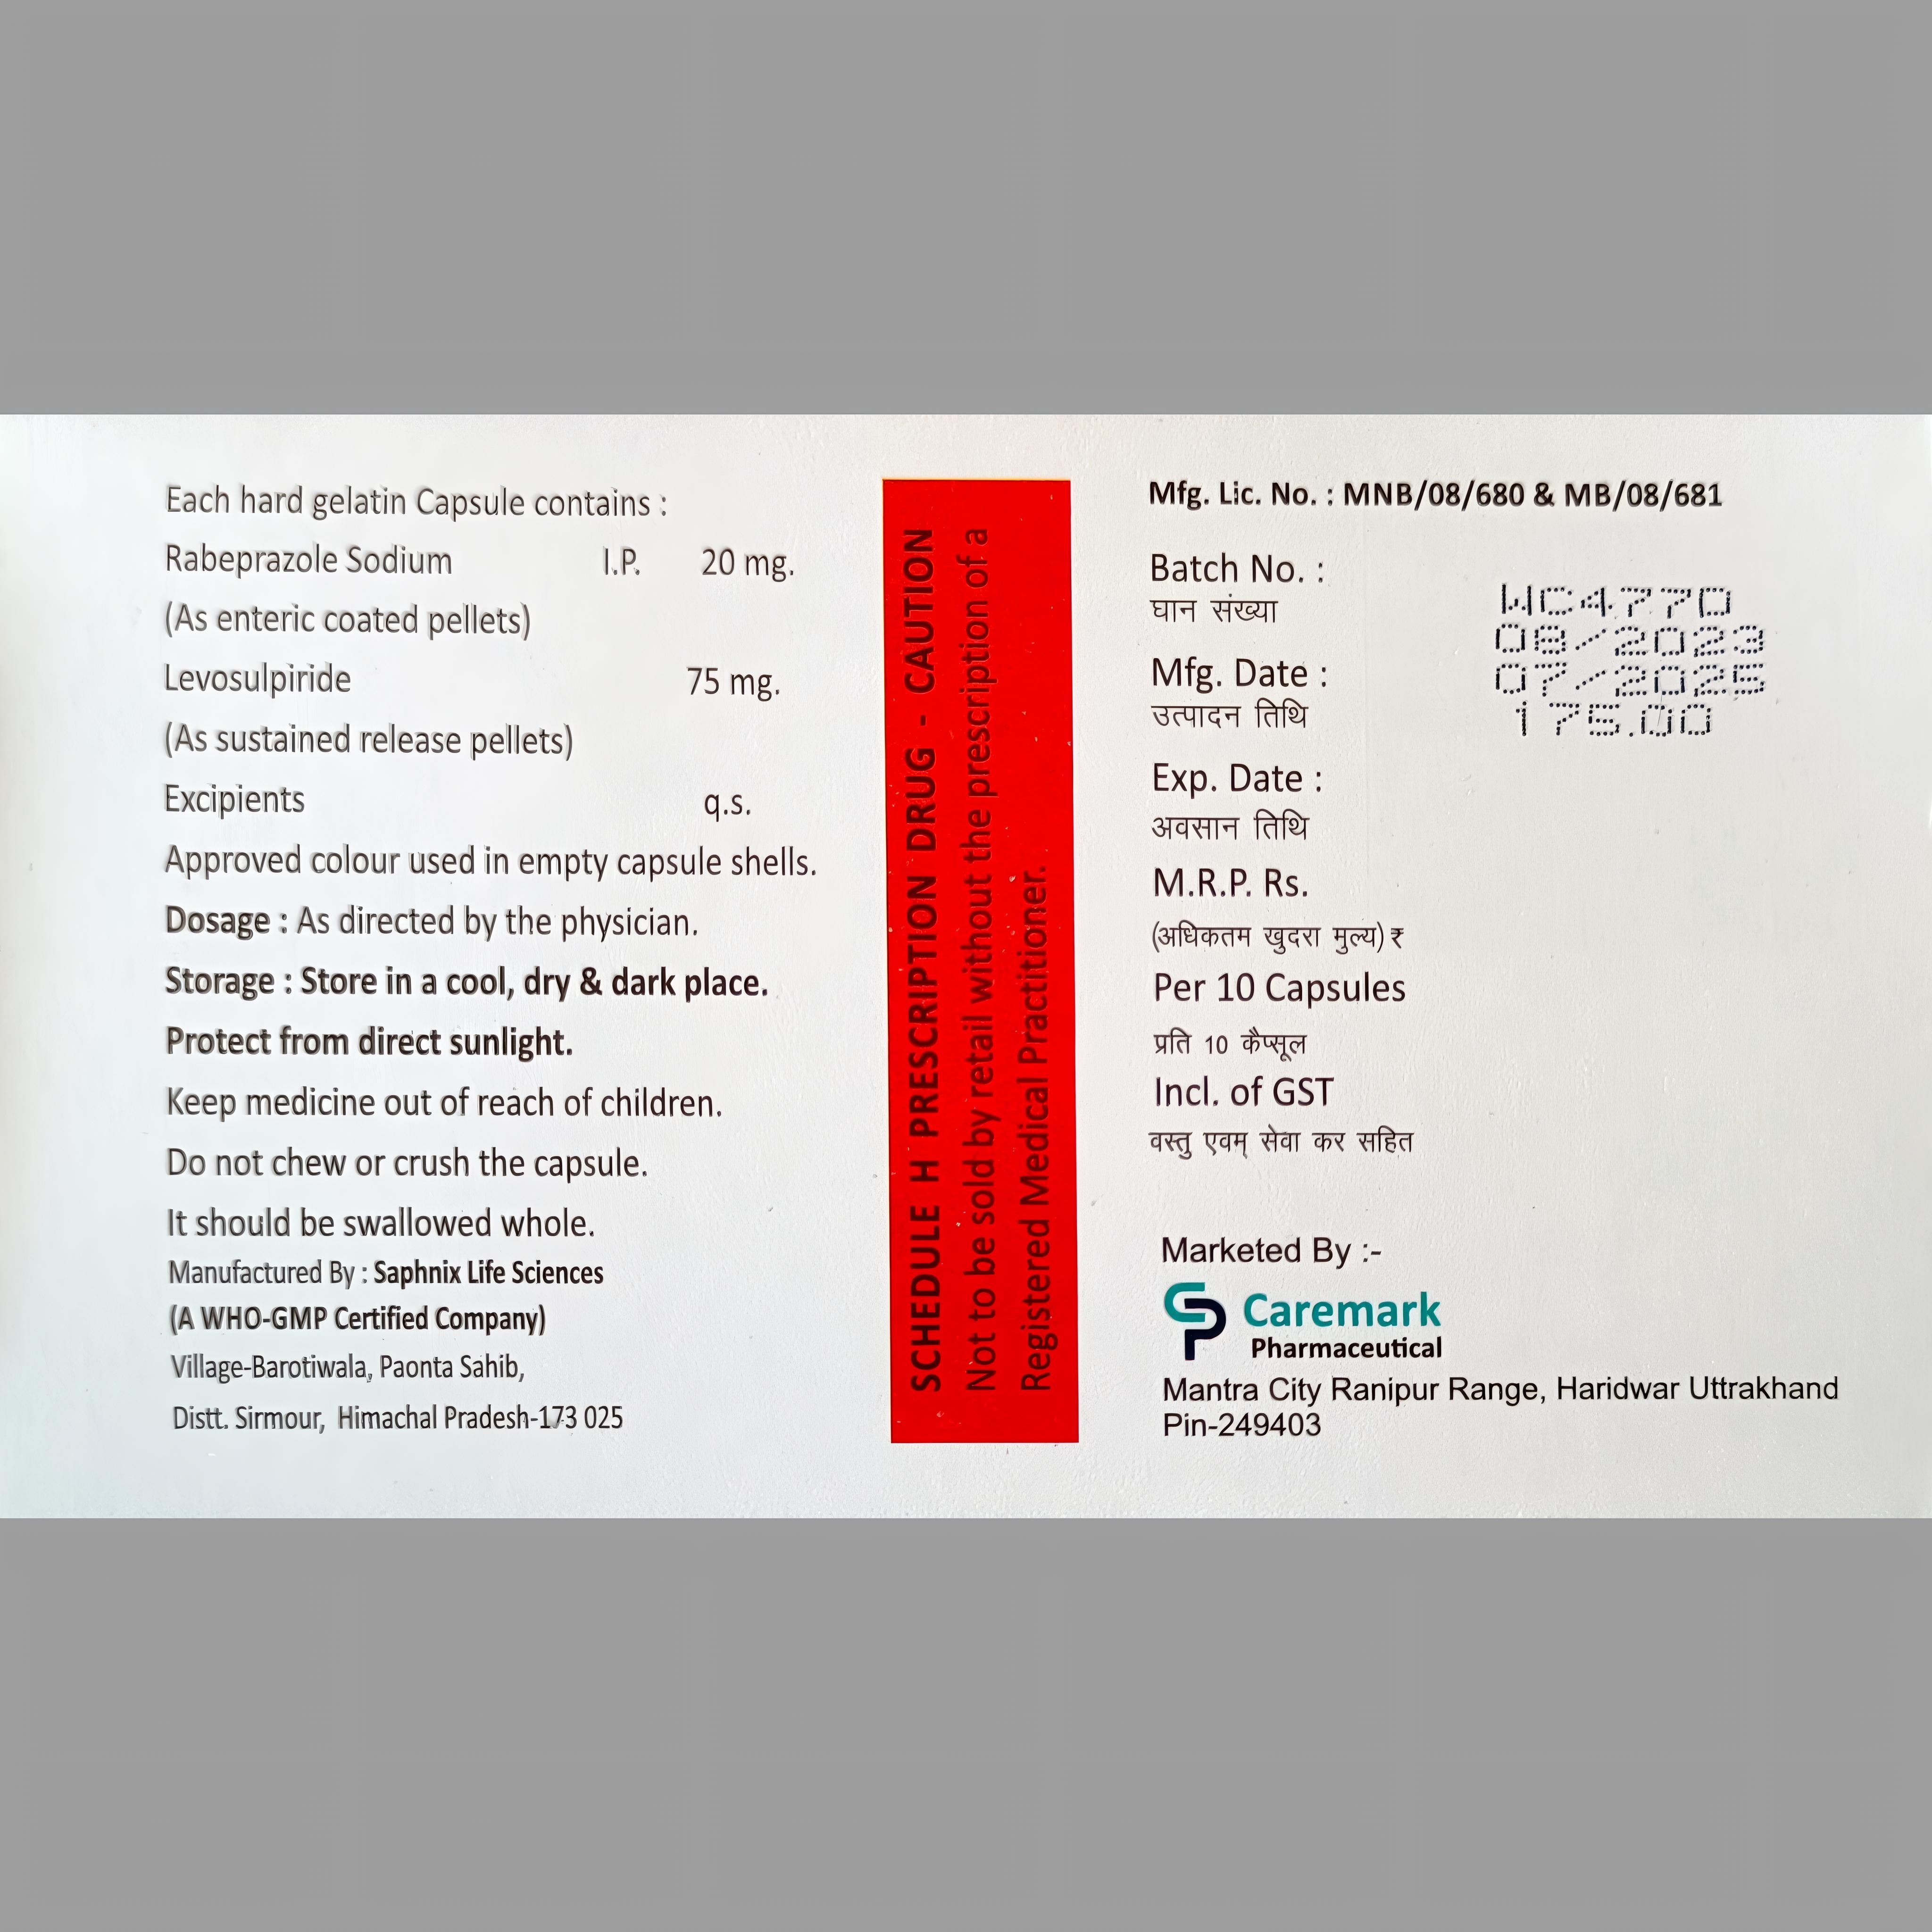 Each hard gelatin Capsule contains :
Rabeprazole Sodium I.P. 20 mg.
(As enteric coated pellets)
Levosulpiride 75 mg.
(As sustained release pellets)
Excipients q.s.
Approved colour used in empty capsule shells.
Dosage : As directed by the physician.
Storage : Store in a cool, dry & dark place.
Protect from direct sunlight.
Keep medicine out of reach of children.
Do not chew or crush the capsule.
It should be swallowed whole.
Manufactured By : Saphnix Life Sciences
(A WHO-GMP Certified Company)
Village-Barotiwala, Paonta Sahib,
Distt. Sirmour, Himachal Pradesh-173 025
SCHEDULE H PRESCRIPTION DRUG - CAUTION
Not to be sold by retail without the prescription of a
Registered Medical Practitioner.
Mfg. Lic. No. : MNB/08/680 & MB/08/681
Batch No. :
घान संख्या
Mfg. Date :
उत्पादन तिथि
Exp. Date :
अवसान तिथि
M.R.P. Rs.
(अधिकतम खुदरा मुल्य) ₹
Per 10 Capsules
प्रति 10 कैप्सूल
Incl. of GST
वस्तु एवम् सेवा कर सहित
WC4770
08/2023
07/2025
175.00
Marketed By :-
CP Caremark
Pharmaceutical
Mantra City Ranipur Range, Haridwar Uttrakhand
Pin-249403